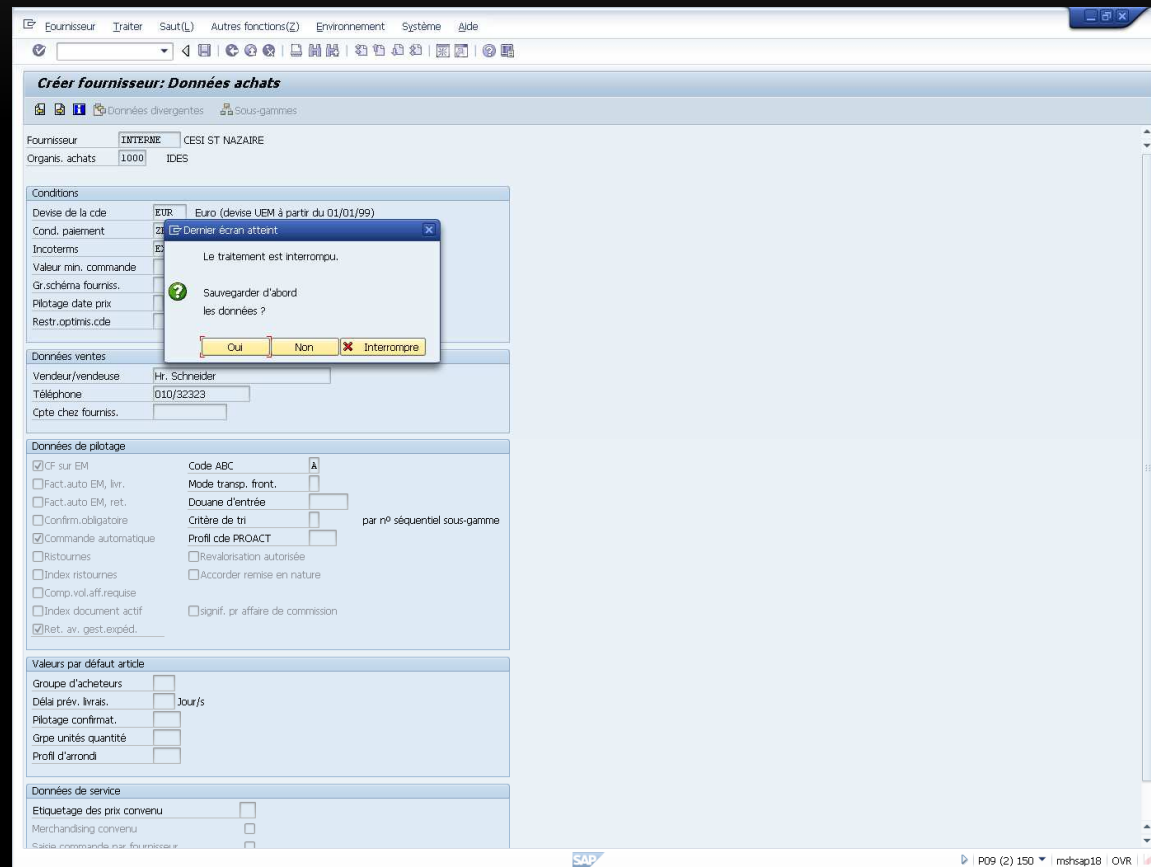 Fournisseur Traiter Saut(L) Autres fonctions(Z) Environnement Système Aide
Créer fournisseur: Données achats
Données divergentes Sous-gammes
Fournisseur INTERNE CESI ST NAZAIRE
Organis. achats 1000 IDES
Conditions
Devise de la cde EUR Euro (devise UEM à partir du 01/01/99)
Cond. paiement
Incoterms
Valeur min. commande
Gr.schéma fourniss.
Pilotage date prix
Restr.optimis.cde
Dernier écran atteint
Le traitement est interrompu.
Sauvegarder d'abord
les données ?
Oui Non Interrompre
Données ventes
Vendeur/vendeuse Hr. Schneider
Téléphone 010/32323
Cpte chez fourniss.
Données de pilotage
CF sur EM Code ABC A
Fact.auto EM, livr. Mode transp. front.
Fact.auto EM, ret. Douane d'entrée
Confirm.obligatoire Critère de tri par nº séquentiel sous-gamme
Commande automatique Profil cde PROACT
Ristournes Revalorisation autorisée
Index ristournes Accorder remise en nature
Comp.vol.aff.requise
Index document actif signif. pr affaire de commission
Ret. av. gest.expéd.
Valeurs par défaut article
Groupe d'acheteurs
Délai prév. livrais. Jour/s
Pilotage confirmat.
Grpe unités quantité
Profil d'arrondi
Données de service
Etiquetage des prix convenu
Merchandising convenu
Saisie commande par fournisseur
SAP P09 (2) 150 mshsap18 OVR